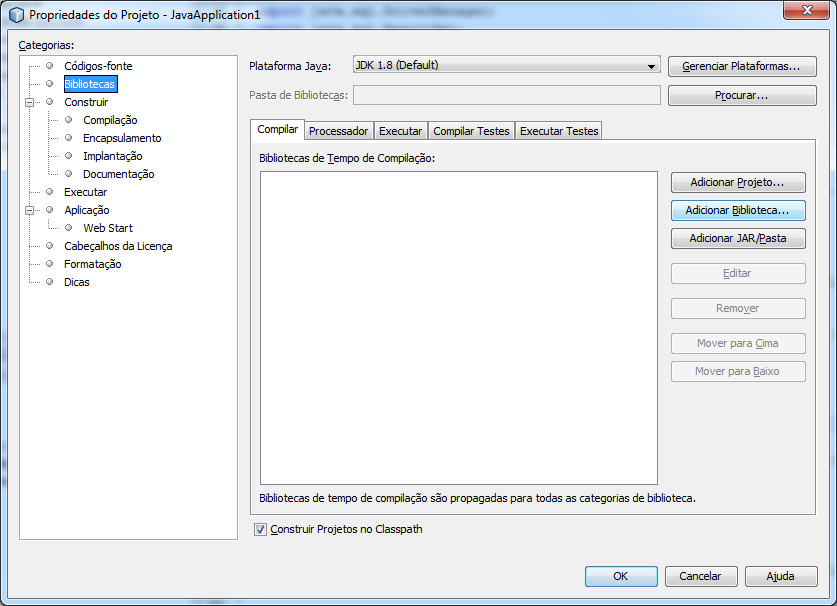 Propriedades do Projeto - JavaApplication1
Categorias:
Códigos-fonte
Bibliotecas
Construir
Compilação
Encapsulamento
Implantação
Documentação
Executar
Aplicação
Web Start
Cabeçalhos da Licença
Formatação
Dicas
Plataforma Java: JDK 1.8 (Default) Gerenciar Plataformas...
Pasta de Bibliotecas: Procurar...
Compilar Processador Executar Compilar Testes Executar Testes
Bibliotecas de Tempo de Compilação:
Adicionar Projeto...
Adicionar Biblioteca...
Adicionar JAR/Pasta
Editar
Remover
Mover para Cima
Mover para Baixo
Bibliotecas de tempo de compilação são propagadas para todas as categorias de biblioteca.
Construir Projetos no Classpath
OK Cancelar Ajuda